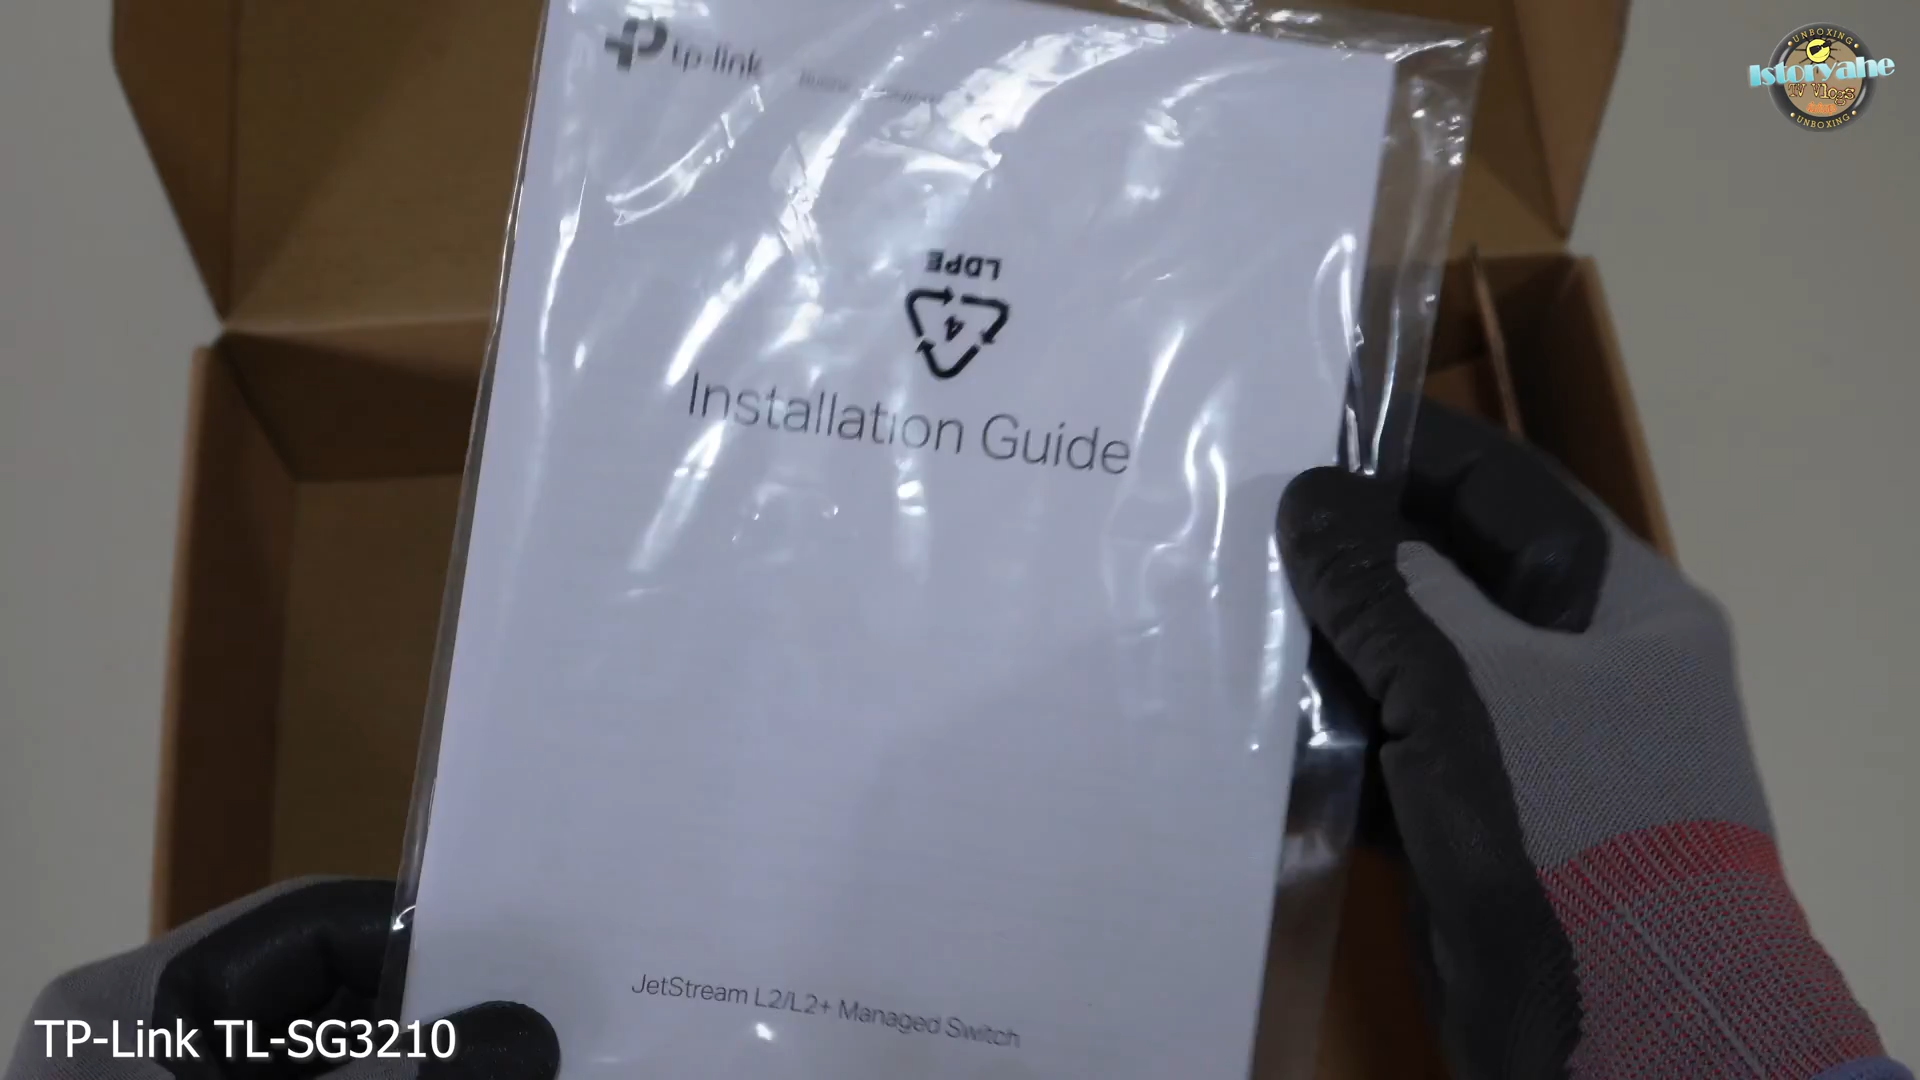 tp-link
LDPE
4
Installation Guide
JetStream L2/L2+ Managed Switch
TP-Link TL-SG3210
UNBOXING
Istoryahe
TV Vlogs
UNBOXING